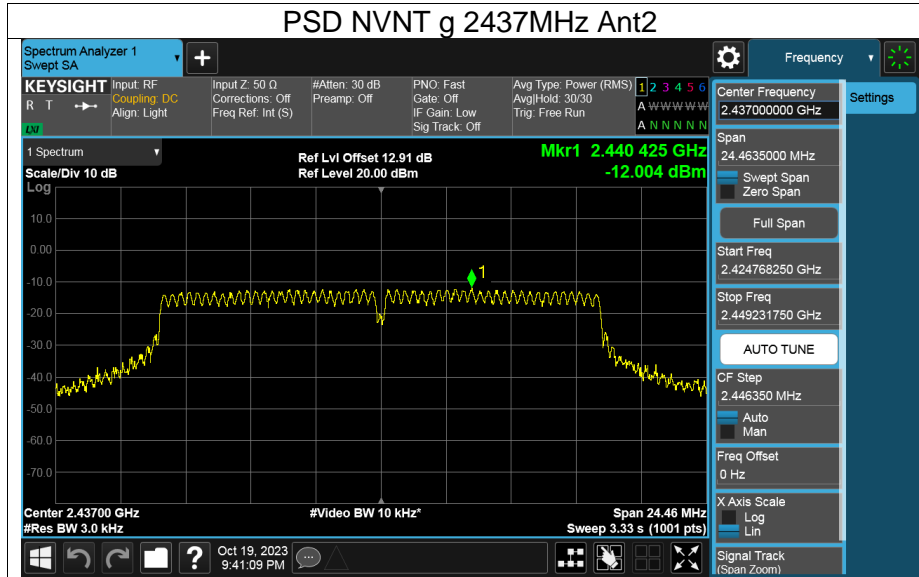 PSD NVNT g 2437MHz Ant2
Spectrum Analyzer 1
Swept SA
+
Frequency
KEYSIGHT
R T
LXI
Input: RF
Coupling: DC
Align: Light
Input Z: 50 Ω
Corrections: Off
Freq Ref: Int (S)
#Atten: 30 dB
Preamp: Off
PNO: Fast
Gate: Off
IF Gain: Low
Sig Track: Off
Avg Type: Power (RMS)
Avg|Hold: 30/30
Trig: Free Run
1 2 3 4 5 6
A W W W W W
A N N N N N
1 Spectrum
Scale/Div 10 dB
Ref Lvl Offset 12.91 dB
Ref Level 20.00 dBm
Mkr1 2.440 425 GHz
-12.004 dBm
Log
10.0
0.00
-10.0
-20.0
-30.0
-40.0
-50.0
-60.0
-70.0
1
Center 2.43700 GHz
#Res BW 3.0 kHz
#Video BW 10 kHz*
Span 24.46 MHz
Sweep 3.33 s (1001 pts)
Center Frequency
2.437000000 GHz
Span
24.4635000 MHz
Swept Span
Zero Span
Full Span
Start Freq
2.424768250 GHz
Stop Freq
2.449231750 GHz
AUTO TUNE
CF Step
2.446350 MHz
Auto
Man
Freq Offset
0 Hz
X Axis Scale
Log
Lin
Signal Track
(Span Zoom)
Settings
?
Oct 19, 2023
9:41:09 PM